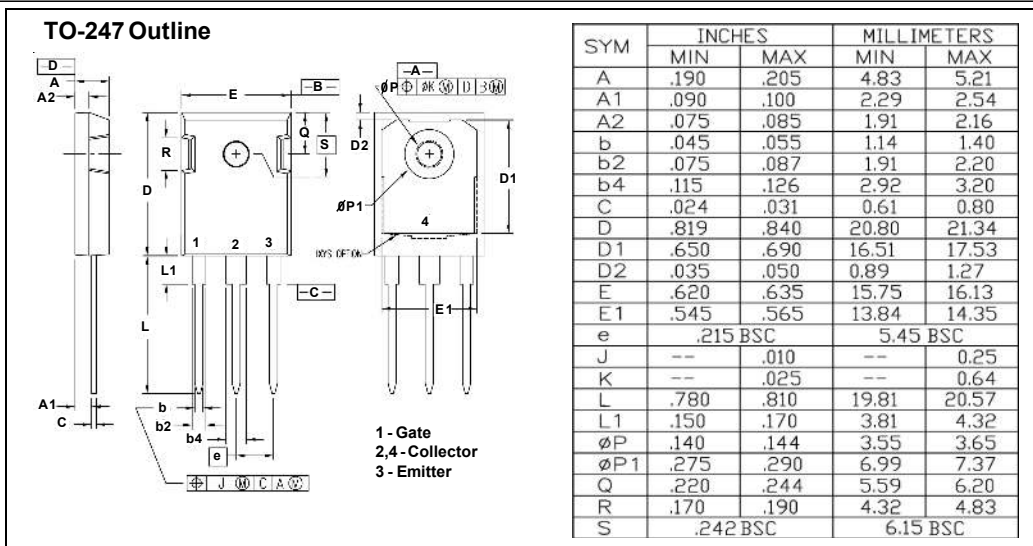 TO-247 Outline
-D-
A
A2
E
-B-
Q
S
R
D
1 2 3
L1
-C-
L
A1
C
b
b2
b4
e
⌖ J Ⓜ C A Ⓜ
-A-
øP ⌖ øK Ⓜ D B Ⓜ
D2
D1
øP1
4
IXYS OPTION
E1
1 - Gate
2,4 - Collector
3 - Emitter
SYM INCHES MILLIMETERS
MIN MAX MIN MAX
A .190 .205 4.83 5.21
A1 .090 .100 2.29 2.54
A2 .075 .085 1.91 2.16
b .045 .055 1.14 1.40
b2 .075 .087 1.91 2.20
b4 .115 .126 2.92 3.20
C .024 .031 0.61 0.80
D .819 .840 20.80 21.34
D1 .650 .690 16.51 17.53
D2 .035 .050 0.89 1.27
E .620 .635 15.75 16.13
E1 .545 .565 13.84 14.35
e .215 BSC 5.45 BSC
J -- .010 -- 0.25
K -- .025 -- 0.64
L .780 .810 19.81 20.57
L1 .150 .170 3.81 4.32
øP .140 .144 3.55 3.65
øP1 .275 .290 6.99 7.37
Q .220 .244 5.59 6.20
R .170 .190 4.32 4.83
S .242 BSC 6.15 BSC